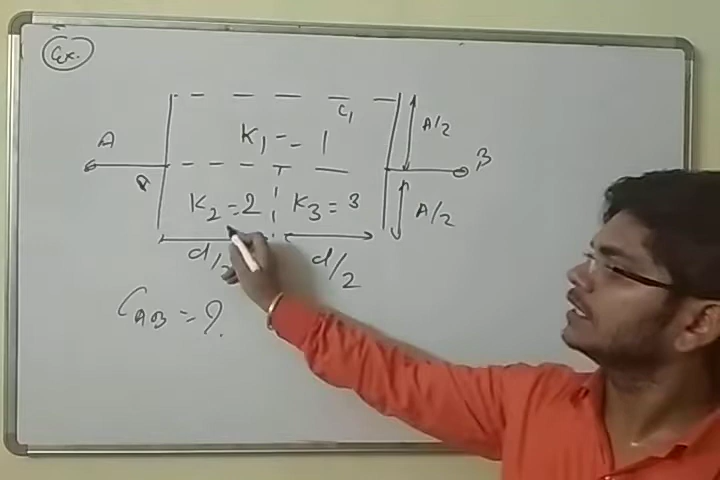 Ex.
C1
A/2
K1 = 1
A
B
K2 = 2
K3 = 3
A/2
d/2
d/2
CAB = ?